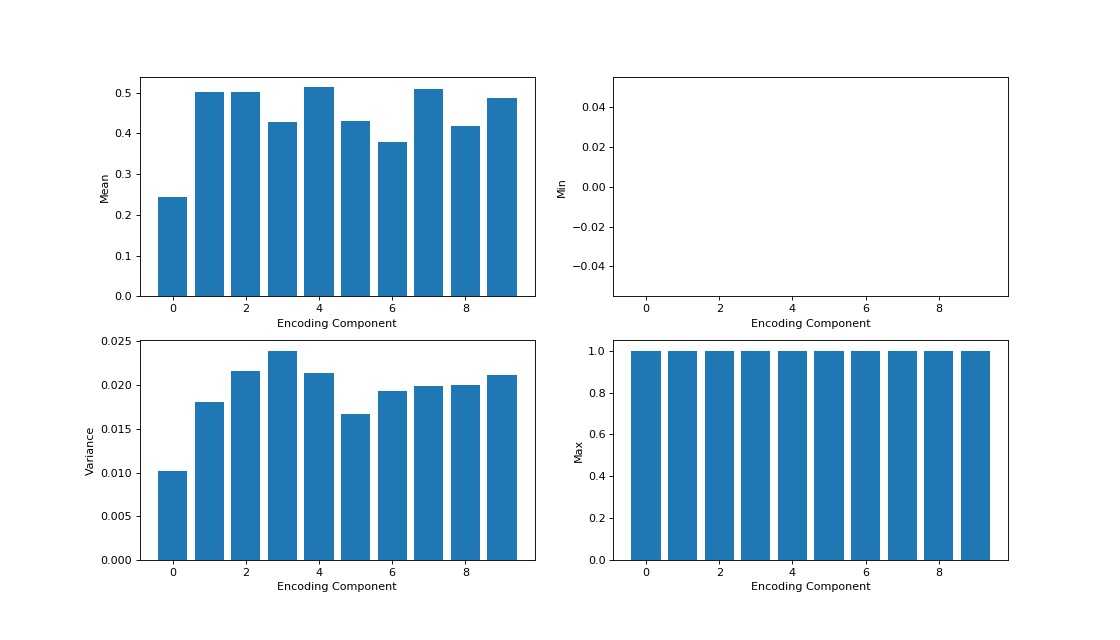 0.5
0.4
0.3
0.2
0.1
0.0
Mean
0 2 4 6 8
Encoding Component
0.04
0.02
0.00
−0.02
−0.04
Min
0 2 4 6 8
Encoding Component
0.025
0.020
0.015
0.010
0.005
0.000
Variance
0 2 4 6 8
Encoding Component
1.0
0.8
0.6
0.4
0.2
0.0
Max
0 2 4 6 8
Encoding Component